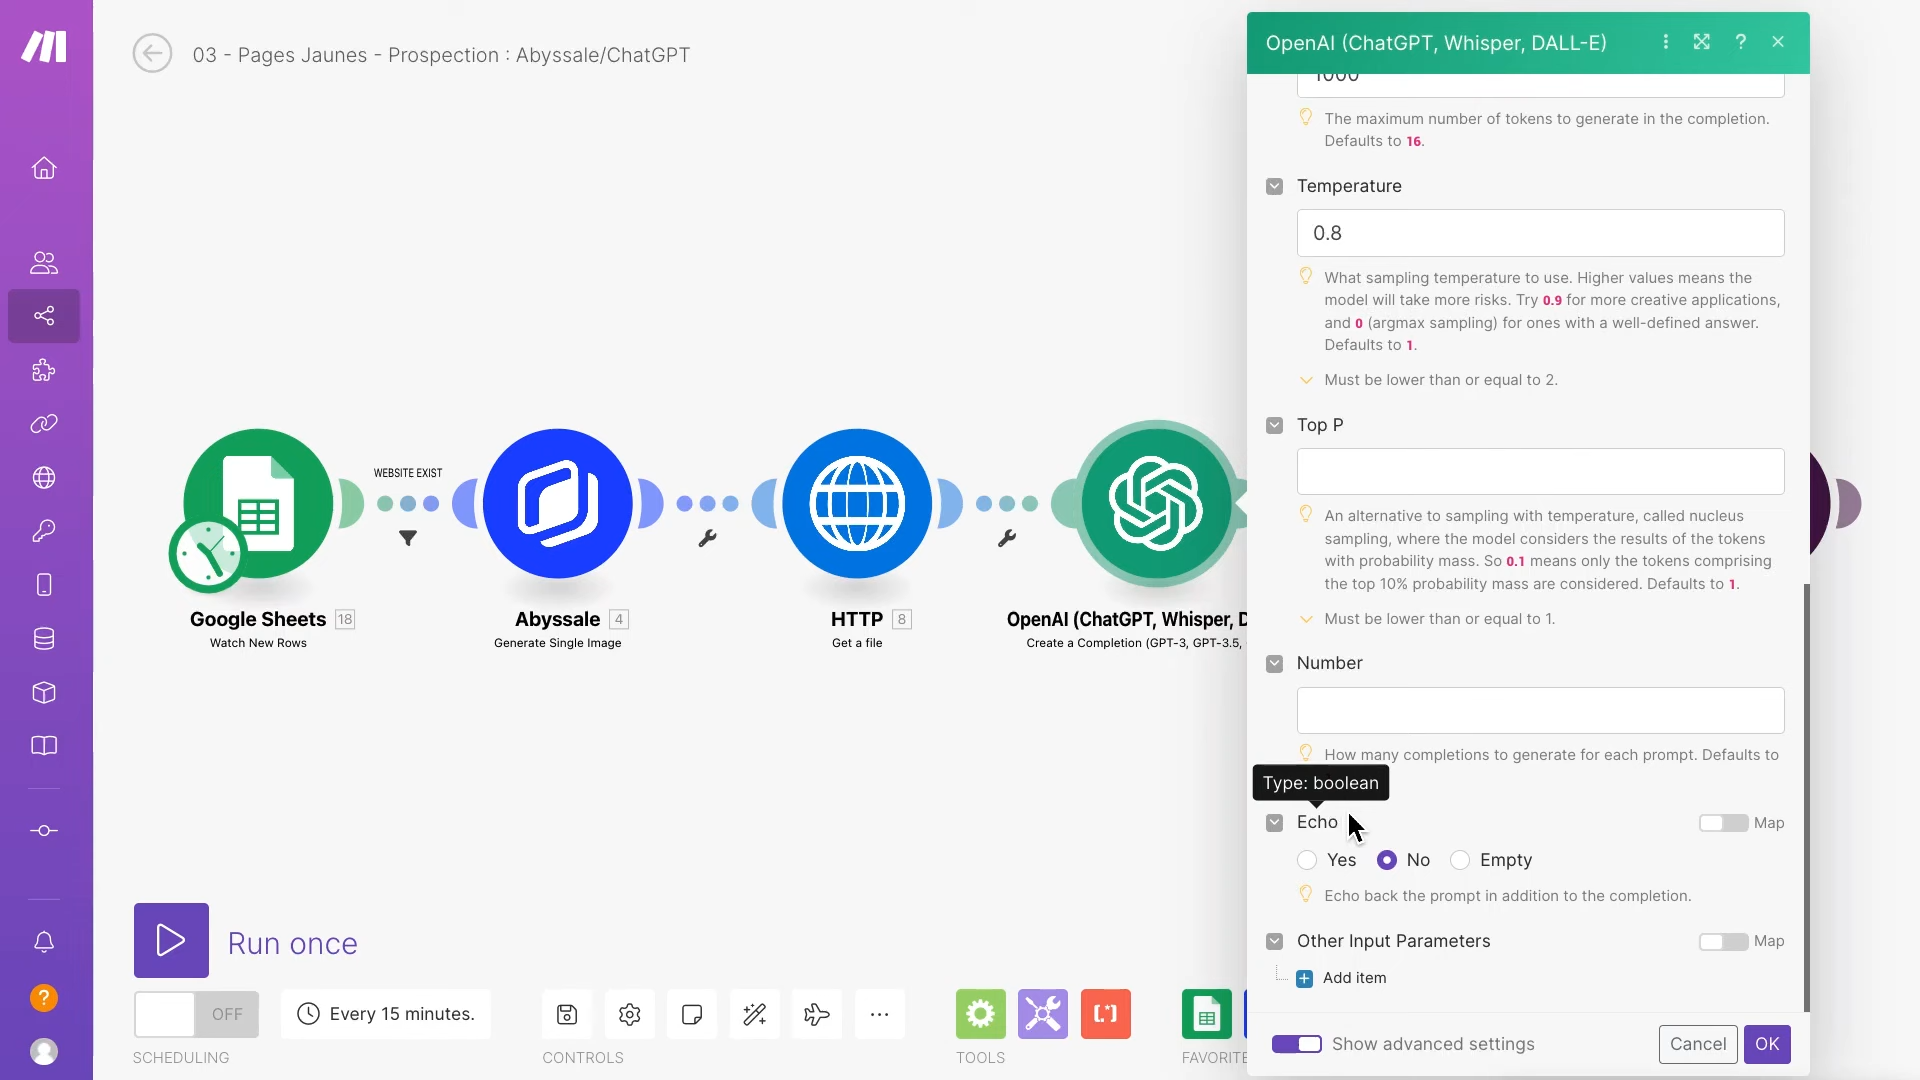 03 - Pages Jaunes - Prospection : Abyssale/ChatGPT
WEBSITE EXIST
Google Sheets 18
Watch New Rows
Abyssale 4
Generate Single Image
HTTP 8
Get a file
OpenAI (ChatGPT, Whisper, D
Create a Completion (GPT-3, GPT-3.5,
Run once
OFF
Every 15 minutes.
SCHEDULING
CONTROLS
TOOLS
[.*]
FAVORITE
?
OpenAI (ChatGPT, Whisper, DALL-E)
?
1000
The maximum number of tokens to generate in the completion.
Defaults to 16.
Temperature
0.8
What sampling temperature to use. Higher values means the
model will take more risks. Try 0.9 for more creative applications,
and 0 (argmax sampling) for ones with a well-defined answer.
Defaults to 1.
Must be lower than or equal to 2.
Top P
An alternative to sampling with temperature, called nucleus
sampling, where the model considers the results of the tokens
with probability mass. So 0.1 means only the tokens comprising
the top 10% probability mass are considered. Defaults to 1.
Must be lower than or equal to 1.
Number
How many completions to generate for each prompt. Defaults to
Type: boolean
Echo
Map
Yes No Empty
Echo back the prompt in addition to the completion.
Other Input Parameters
Map
Add item
Show advanced settings
Cancel
OK